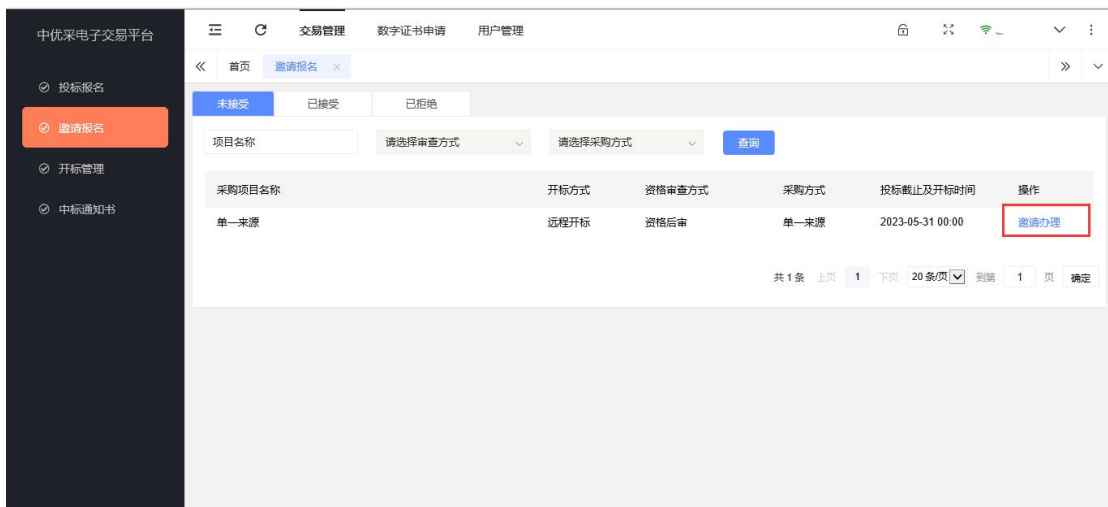 中优采电子交易平台
交易管理 数字证书申请 用户管理
首页 邀请报名 ×
投标报名
邀请报名
开标管理
中标通知书
未接受 已接受 已拒绝
项目名称 请选择审查方式 请选择采购方式 查询
采购项目名称 开标方式 资格审查方式 采购方式 投标截止及开标时间 操作
单一来源 远程开标 资格后审 单一来源 2023-05-31 00:00 邀请办理
共 1 条 上页 1 下页 20 条/页 到第 1 页 确定